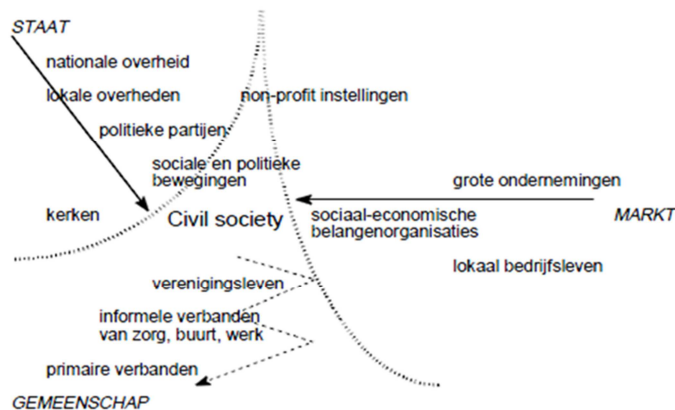 STAAT
nationale overheid
lokale overheden
non-profit instellingen
politieke partijen
sociale en politieke
bewegingen
grote ondernemingen
kerken
Civil society
sociaal-economische
belangenorganisaties
MARKT
lokaal bedrijfsleven
verenigingsleven
informele verbanden
van zorg, buurt, werk
primaire verbanden
GEMEENSCHAP